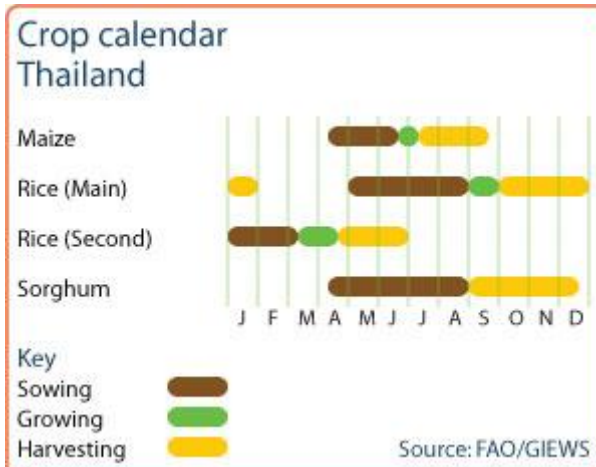 Crop calendar
Thailand
Maize
Rice (Main)
Rice (Second)
Sorghum
J F M A M J J A S O N D
Key
Sowing
Growing
Harvesting
Source: FAO/GIEWS